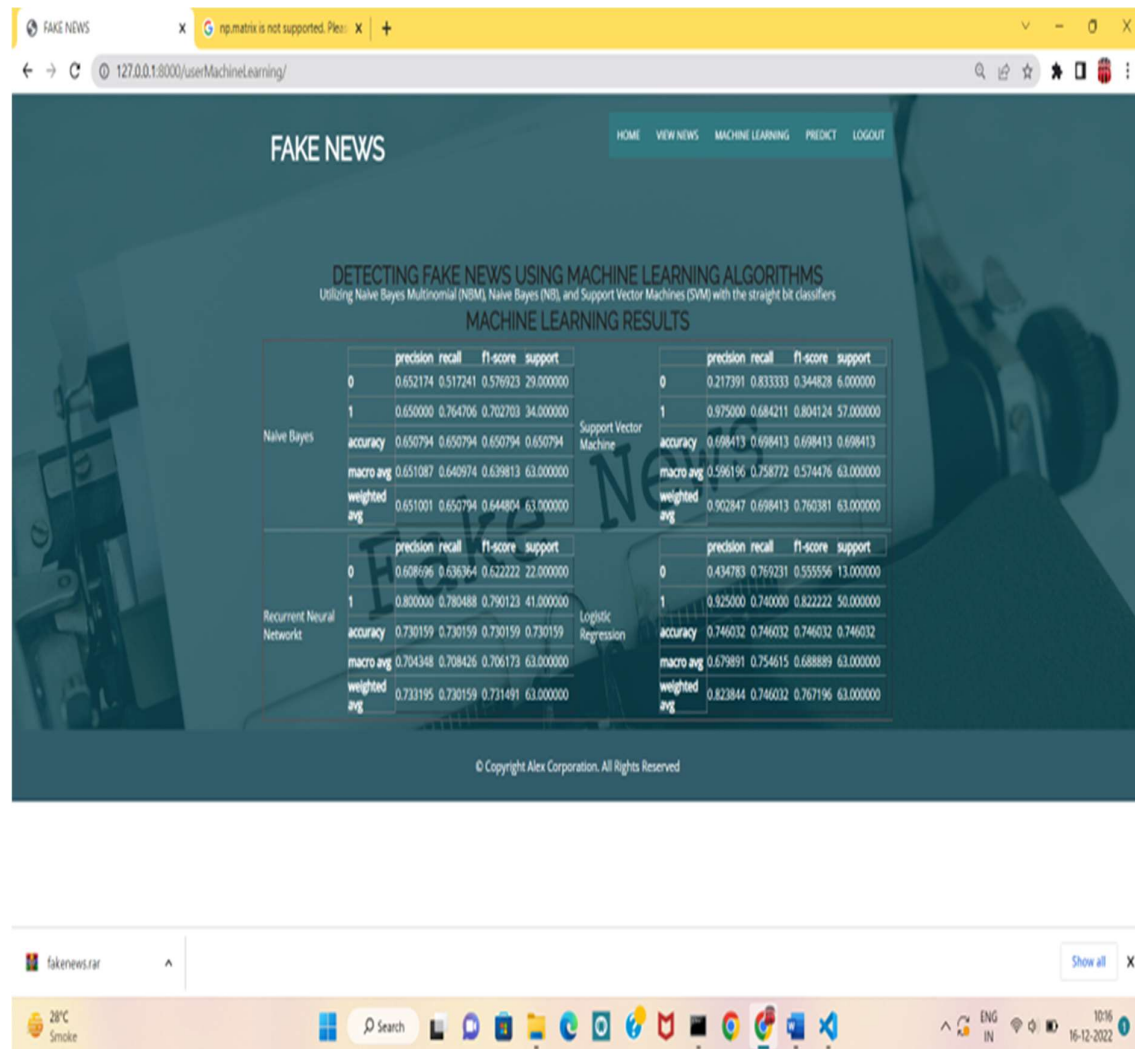 FAKE NEWS
np.matrix is not supported. Pleas
127.0.0.1:8000/userMachineLearning/
FAKE NEWS
HOME VIEW NEWS MACHINE LEARNING PREDICT LOGOUT
DETECTING FAKE NEWS USING MACHINE LEARNING ALGORITHMS
Utilizing Naive Bayes Multinomial (NBM), Naive Bayes (NB), and Support Vector Machines (SVM) with the straight bit classifiers
MACHINE LEARNING RESULTS
Naive Bayes
precision recall f1-score support
0 0.652174 0.517241 0.576923 29.000000
1 0.650000 0.764706 0.702703 34.000000
accuracy 0.650794 0.650794 0.650794 0.650794
macro avg 0.651087 0.640974 0.639813 63.000000
weighted avg 0.651001 0.650794 0.644804 63.000000
Support Vector
Machine
precision recall f1-score support
0 0.217391 0.833333 0.344828 6.000000
1 0.975000 0.684211 0.804124 57.000000
accuracy 0.698413 0.698413 0.698413 0.698413
macro avg 0.596196 0.758772 0.574476 63.000000
weighted avg 0.902847 0.698413 0.760381 63.000000
Recurrent Neural
Networkt
precision recall f1-score support
0 0.608696 0.636364 0.622222 22.000000
1 0.800000 0.780488 0.790123 41.000000
accuracy 0.730159 0.730159 0.730159 0.730159
macro avg 0.704348 0.708426 0.706173 63.000000
weighted avg 0.733195 0.730159 0.731491 63.000000
Logistic
Regression
precision recall f1-score support
0 0.434783 0.769231 0.555556 13.000000
1 0.925000 0.740000 0.822222 50.000000
accuracy 0.746032 0.746032 0.746032 0.746032
macro avg 0.679891 0.754615 0.688889 63.000000
weighted avg 0.823844 0.746032 0.767196 63.000000
Fake News
© Copyright Alex Corporation. All Rights Reserved
fakenews.rar
Show all
28°C
Smoke
Search
ENG
IN
10:16
16-12-2022
1